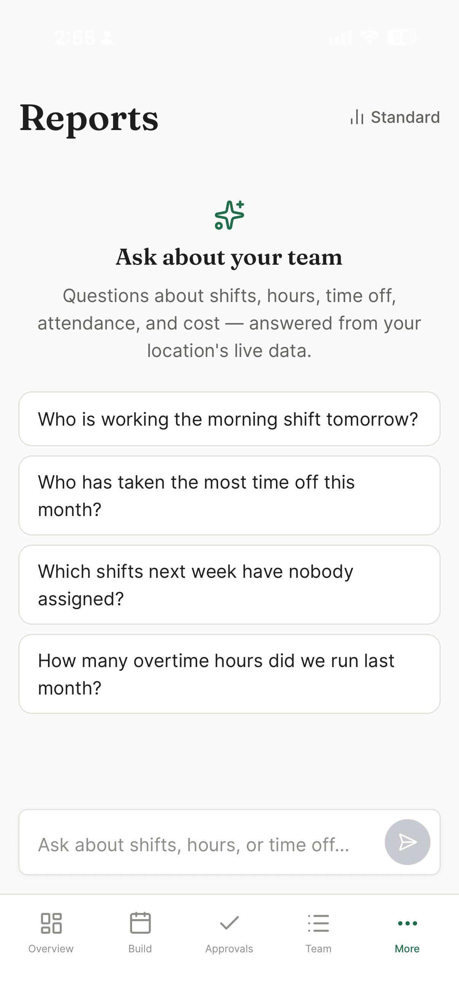 2:55
Reports
Standard
Ask about your team
Questions about shifts, hours, time off,
attendance, and cost — answered from your
location's live data.
Who is working the morning shift tomorrow?
Who has taken the most time off this
month?
Which shifts next week have nobody
assigned?
How many overtime hours did we run last
month?
Ask about shifts, hours, or time off...
Overview
Build
Approvals
Team
More